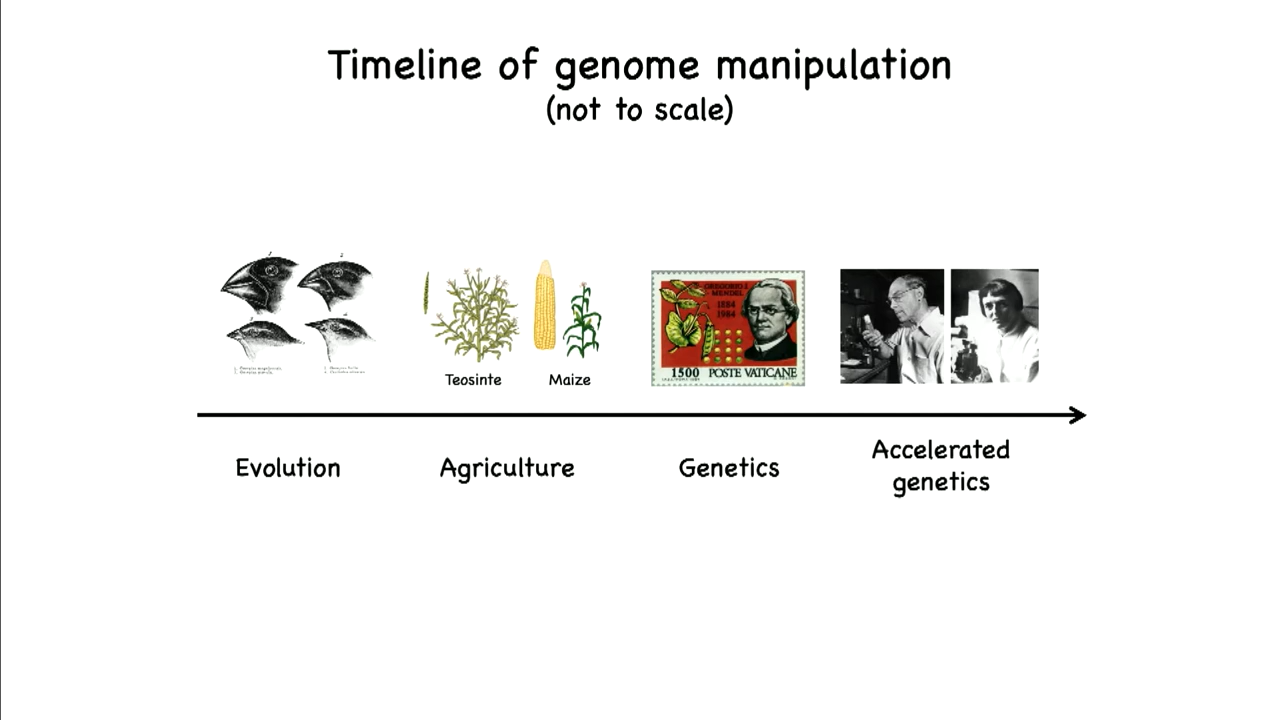 Timeline of genome manipulation
(not to scale)
GREGORIO J.
MENDEL
1884
1984
1500 POSTE VATICANE
Teosinte
Maize
Evolution
Agriculture
Genetics
Accelerated
genetics